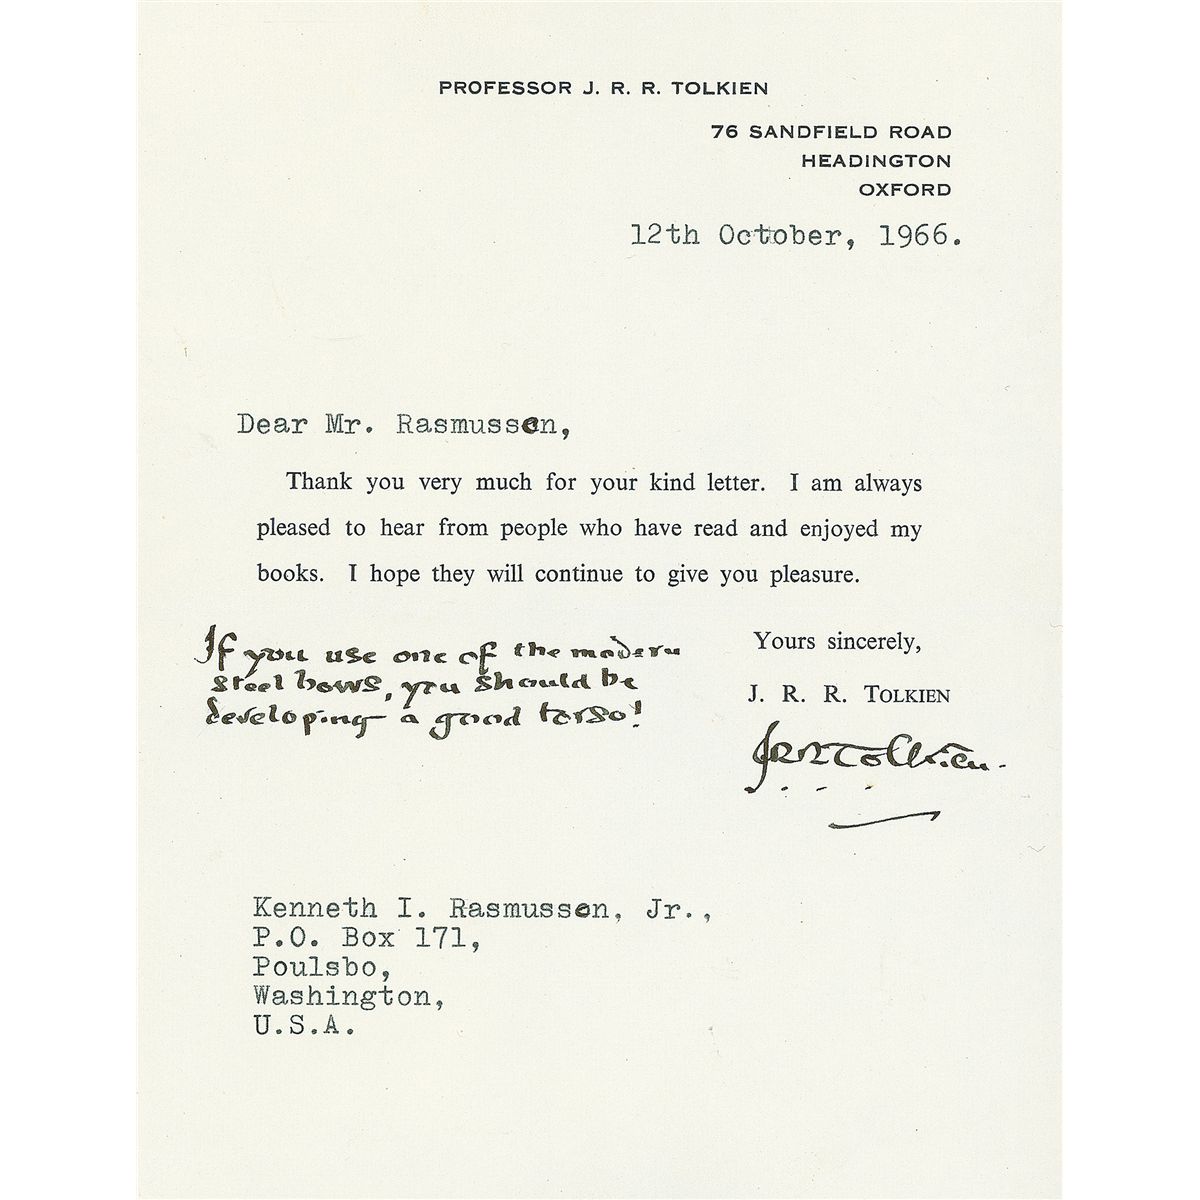 PROFESSOR J. R. R. TOLKIEN
76 SANDFIELD ROAD
HEADINGTON
OXFORD
12th October, 1966.
Dear Mr. Rasmussen,
Thank you very much for your kind letter. I am always
pleased to hear from people who have read and enjoyed my
books. I hope they will continue to give you pleasure.
Yours sincerely,
J. R. R. TOLKIEN
JRRTolkien.
If you use one of the modern
steel bows, you should be
developing a good torso!
Kenneth I. Rasmussen, Jr.,
P.O. Box 171,
Poulsbo,
Washington,
U.S.A.